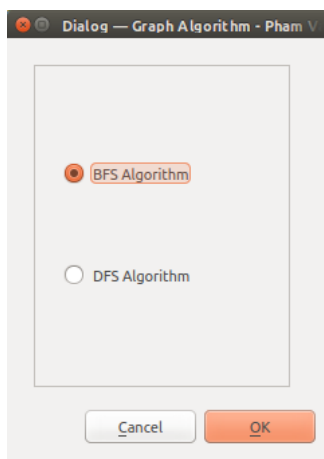 Dialog — Graph Algorithm - Pham V
BFS Algorithm
DFS Algorithm
Cancel
OK